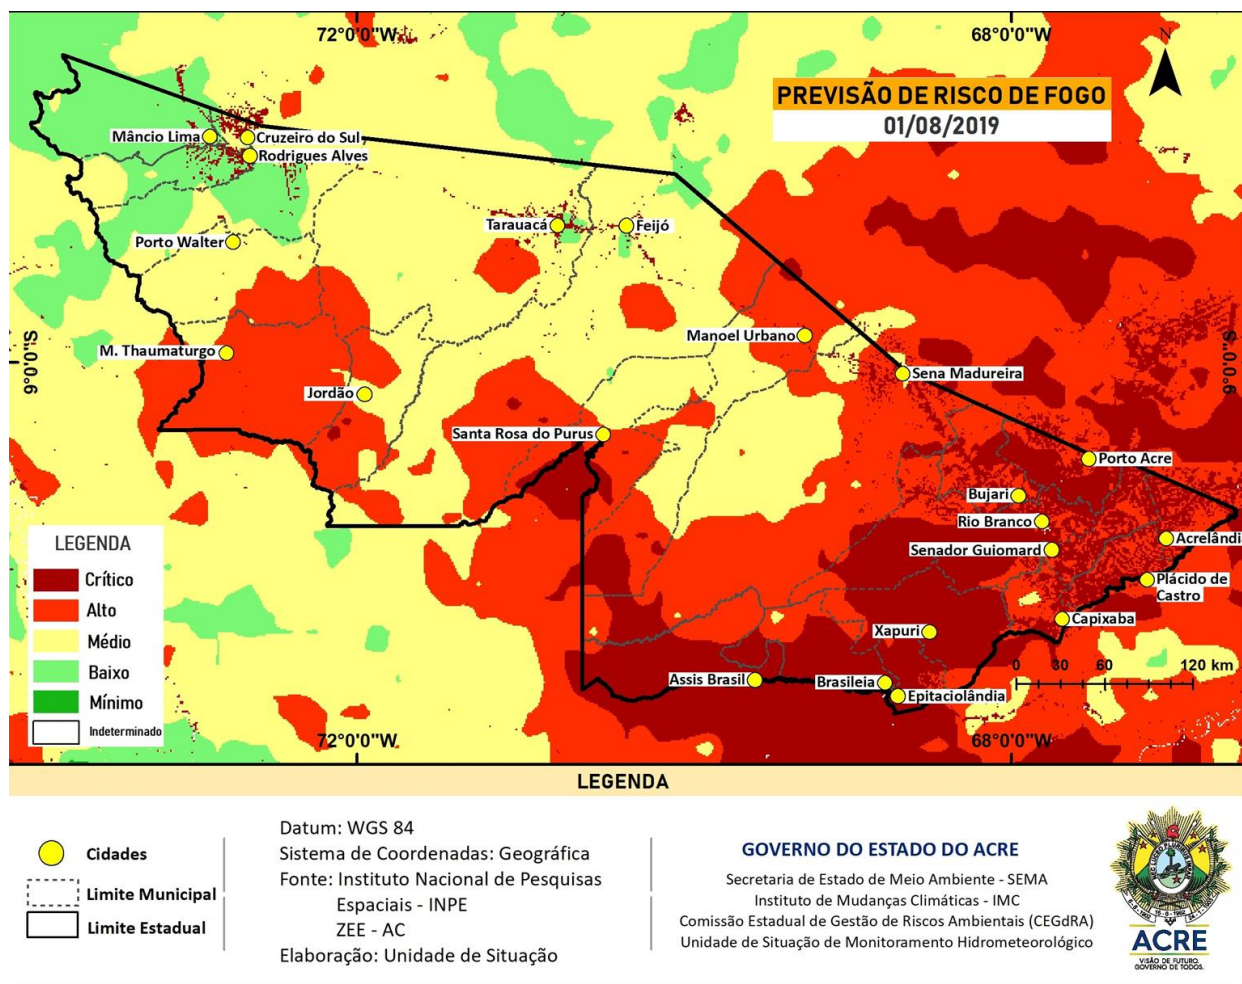 72°0'0"W
68°0'0"W
N
PREVISÃO DE RISCO DE FOGO
01/08/2019
Mâncio Lima
Cruzeiro do Sul
Rodrigues Alves
Tarauacá
Feijó
Porto Walter
Manoel Urbano
M. Thaumaturgo
9°0'0"S
9°0'0"S
Sena Madureira
Jordão
Santa Rosa do Purus
Porto Acre
Bujari
Rio Branco
Senador Guiomard
Acrelândi
Plácido de
Castro
Capixaba
Xapuri
Assis Brasil
Brasileia
Epitaciolândia
0 30 60 120 km
LEGENDA
Crítico
Alto
Médio
Baixo
Mínimo
Indeterminado
72°0'0"W
68°0'0"W
LEGENDA
Cidades
Limite Municipal
Limite Estadual
Datum: WGS 84
Sistema de Coordenadas: Geográfica
Fonte: Instituto Nacional de Pesquisas
Espaciais - INPE
ZEE - AC
Elaboração: Unidade de Situação
GOVERNO DO ESTADO DO ACRE
Secretaria de Estado de Meio Ambiente - SEMA
Instituto de Mudanças Climáticas - IMC
Comissão Estadual de Gestão de Riscos Ambientais (CEGdRA)
Unidade de Situação de Monitoramento Hidrometeorológico
ACRE
VISÃO DE FUTURO.
GOVERNO DE TODOS.